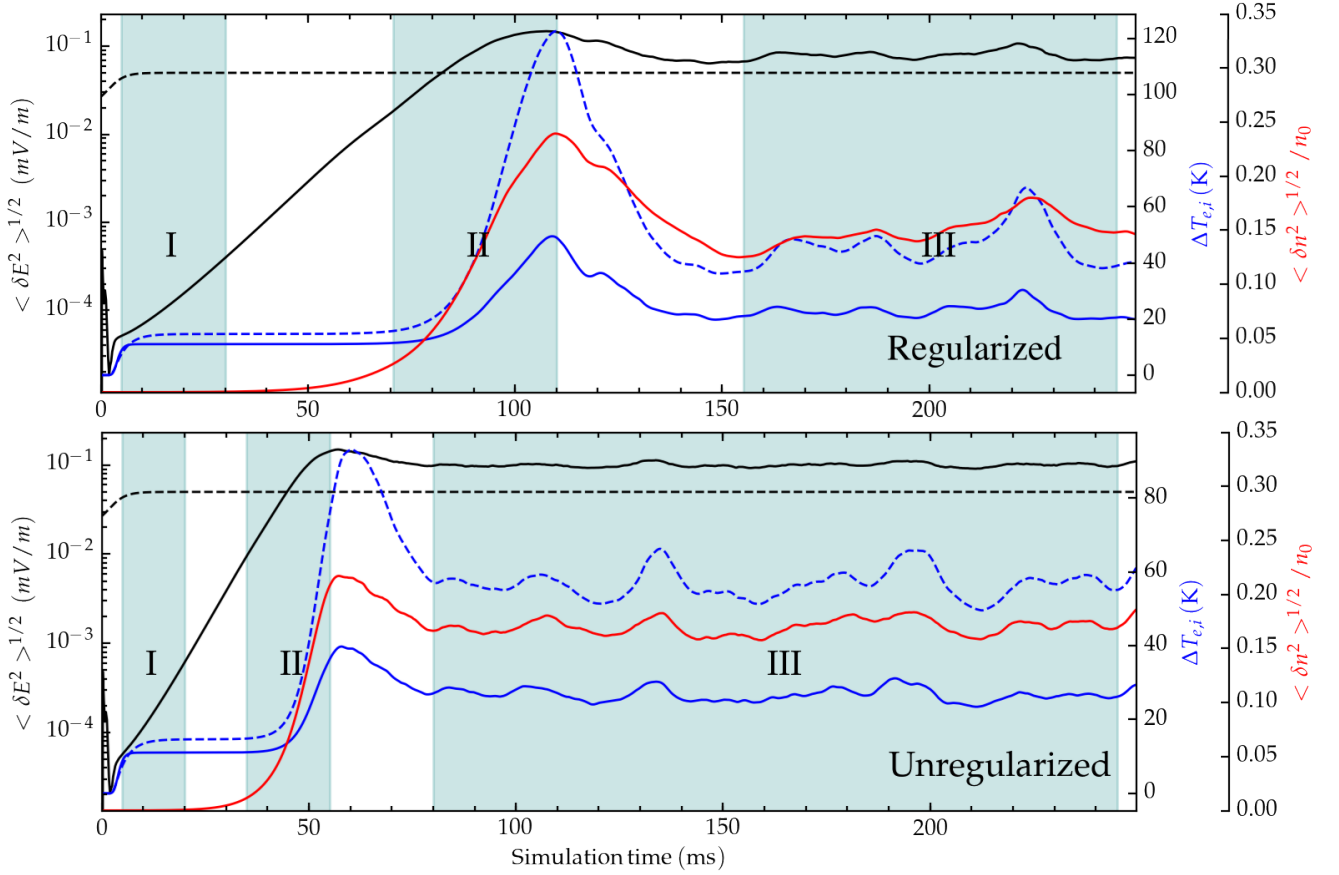 < δE² >^{1/2} (mV/m)
10⁻¹
10⁻²
10⁻³
10⁻⁴
I
II
III
Regularized
0 50 100 150 200
120
100
80
60
40
20
0
ΔT_{e,i} (K)
0.35
0.30
0.25
0.20
0.15
0.10
0.05
0.00
< δn² >^{1/2} /n₀
< δE² >^{1/2} (mV/m)
10⁻¹
10⁻²
10⁻³
10⁻⁴
I
II
III
Unregularized
0 50 100 150 200
Simulation time (ms)
80
60
40
20
0
ΔT_{e,i} (K)
0.35
0.30
0.25
0.20
0.15
0.10
0.05
0.00
< δn² >^{1/2} /n₀